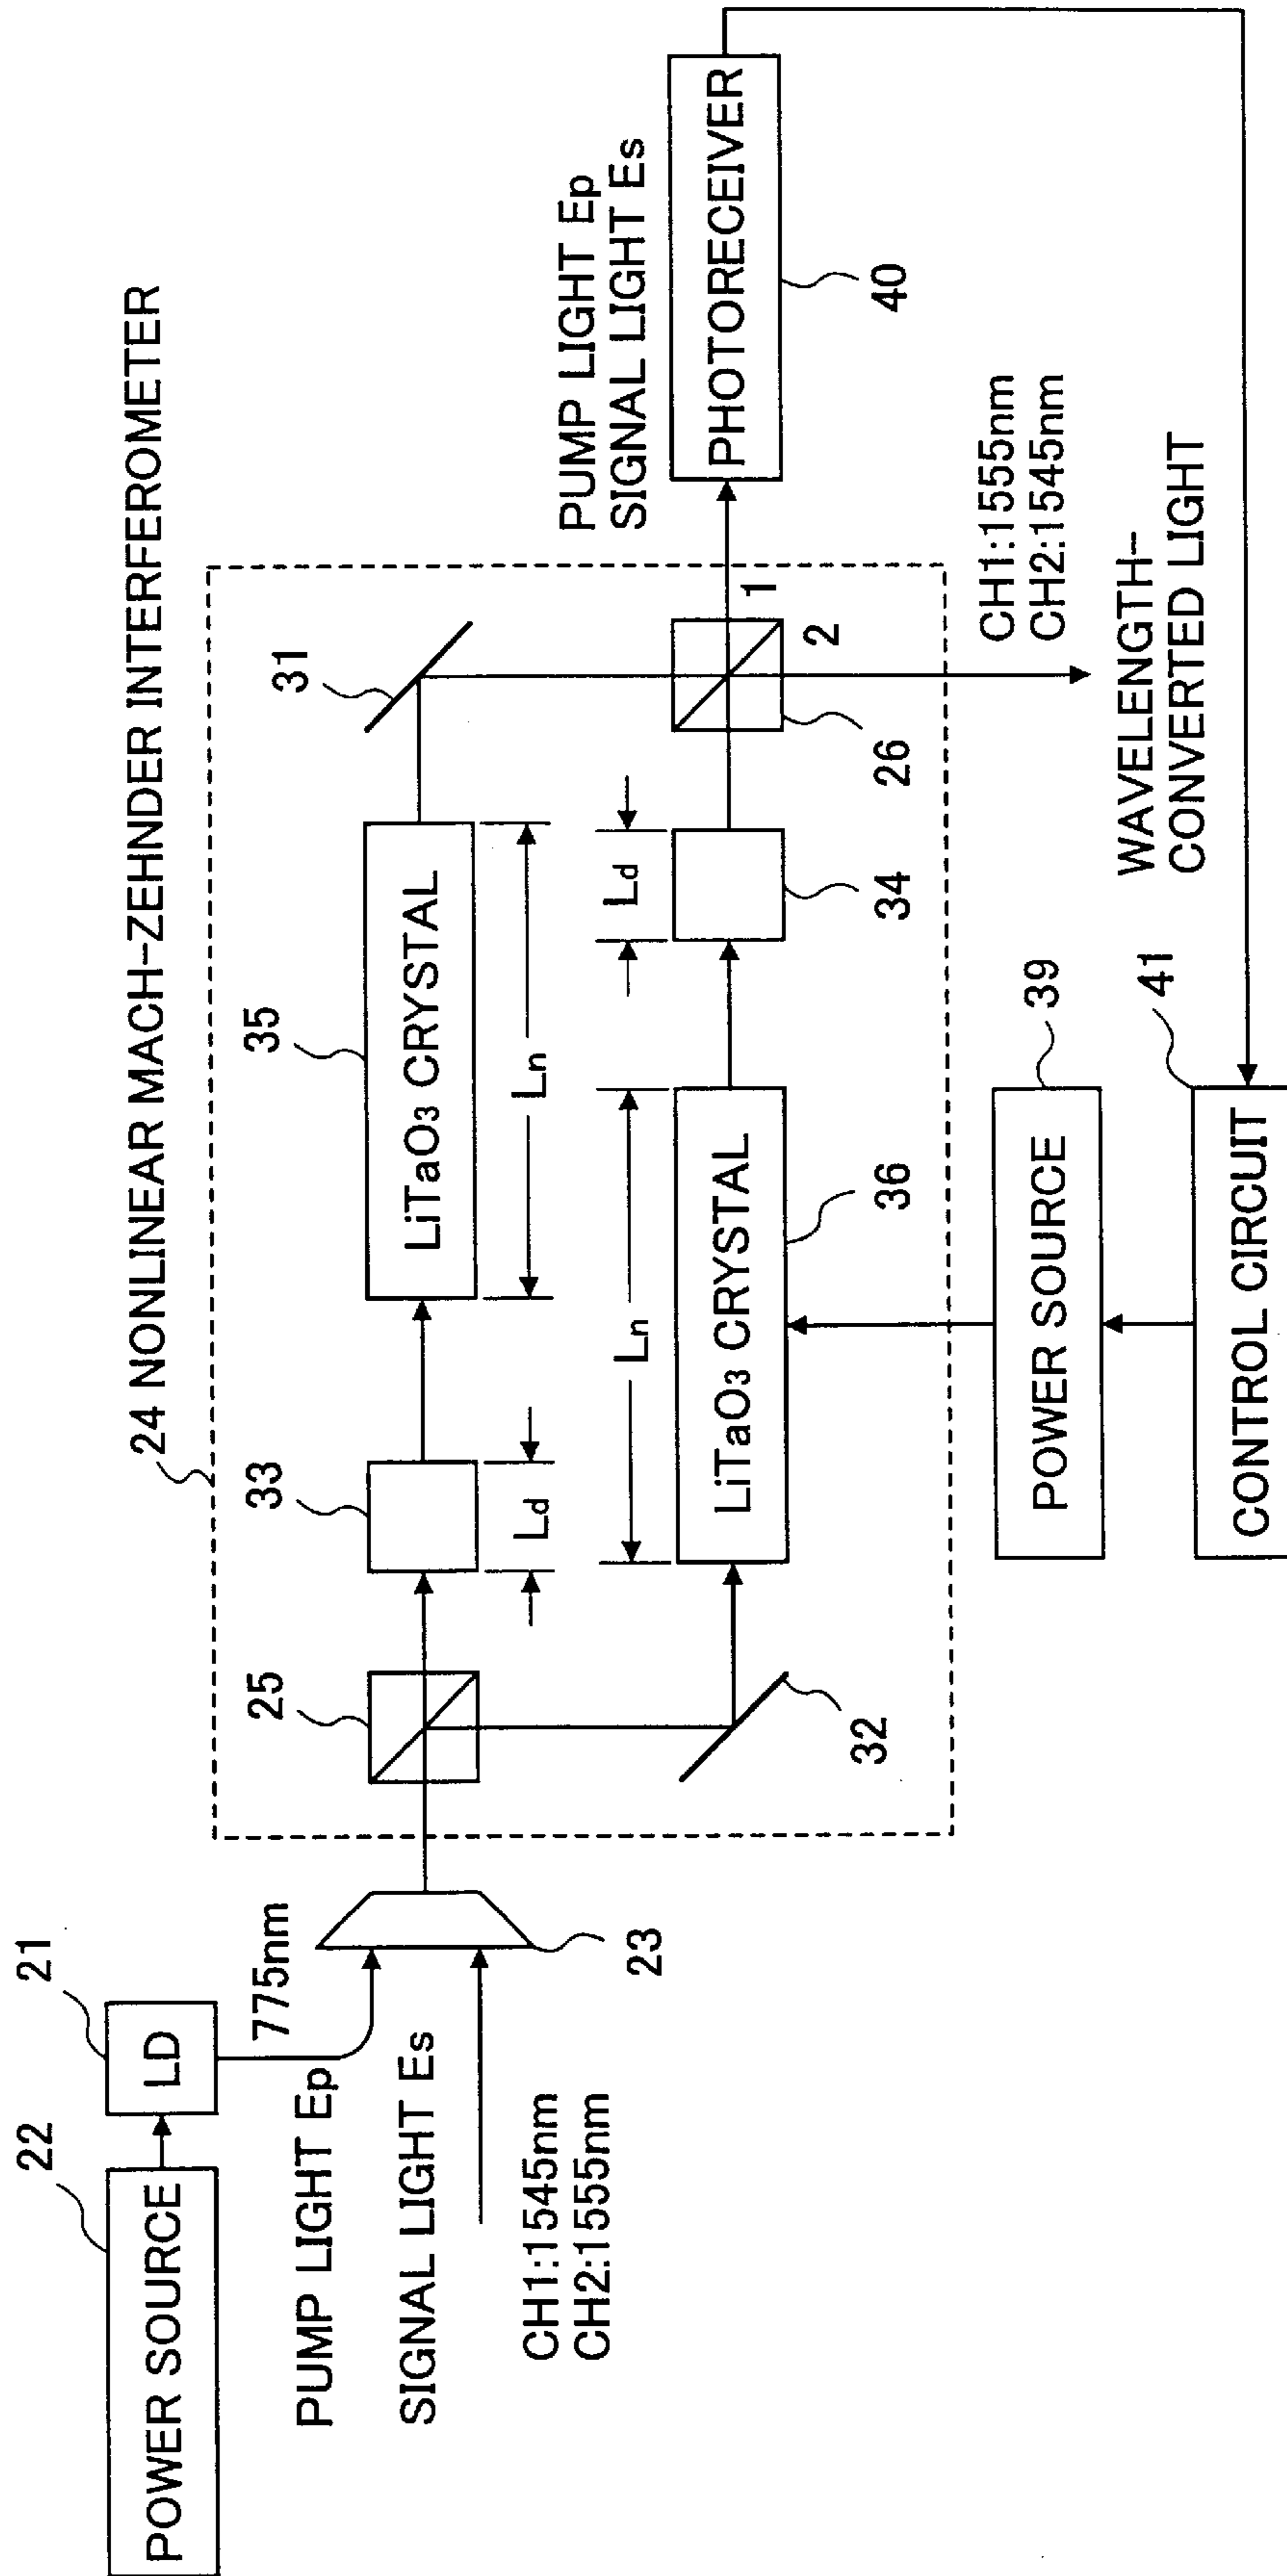 24 NONLINEAR MACH-ZEHNDER INTERFEROMETER
22
POWER SOURCE
21
LD
775nm
PUMP LIGHT Ep
SIGNAL LIGHT Es
CH1:1545nm
CH2:1555nm
23
25
33
Ld
35
LiTaO3 CRYSTAL
Ln
31
32
Ln
LiTaO3 CRYSTAL
36
Ld
34
26
1
2
PUMP LIGHT Ep
SIGNAL LIGHT Es
PHOTORECEIVER
40
CH1:1555nm
CH2:1545nm
WAVELENGTH-
CONVERTED LIGHT
39
POWER SOURCE
41
CONTROL CIRCUIT